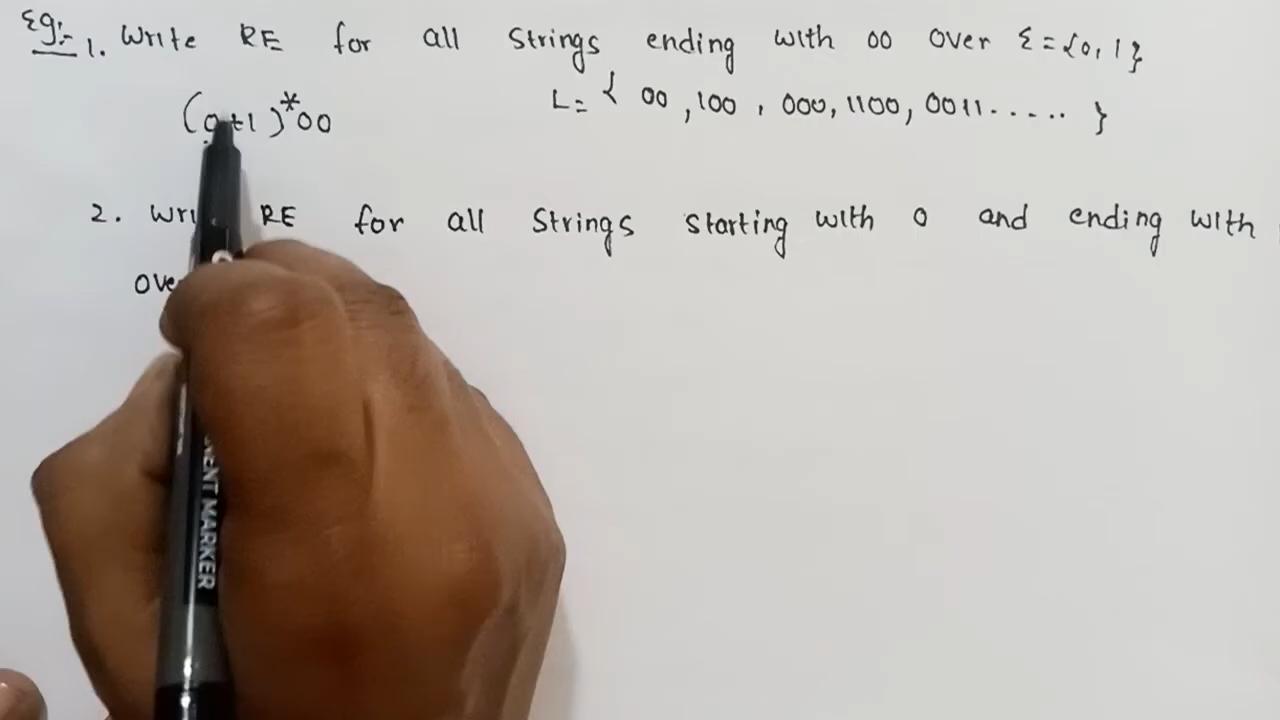 Eg:- 1. Write RE for all strings ending with 00 over Σ = {0, 1}
(0+1)*00 L = { 00, 100, 000, 1100, 0011..... }
2. Wri RE for all strings starting with 0 and ending with
ove
MARKER